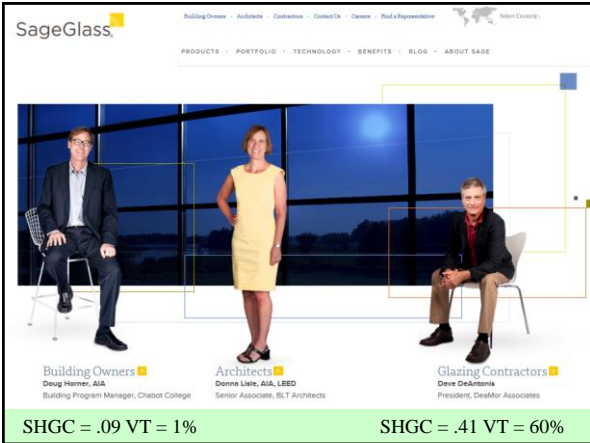 SageGlass
Building Owners - Architects - Contractors - Contact Us - Careers - Find a Representative
Select Country ›
PRODUCTS - PORTFOLIO - TECHNOLOGY - BENEFITS - BLOG - ABOUT SAGE
Building Owners
Doug Horner, AIA
Building Program Manager, Chabot College
Architects
Donna Lisle, AIA, LEED
Senior Associate, BLT Architects
Glazing Contractors
Dave DeAntonis
President, DeaMor Associates
SHGC = .09 VT = 1%
SHGC = .41 VT = 60%